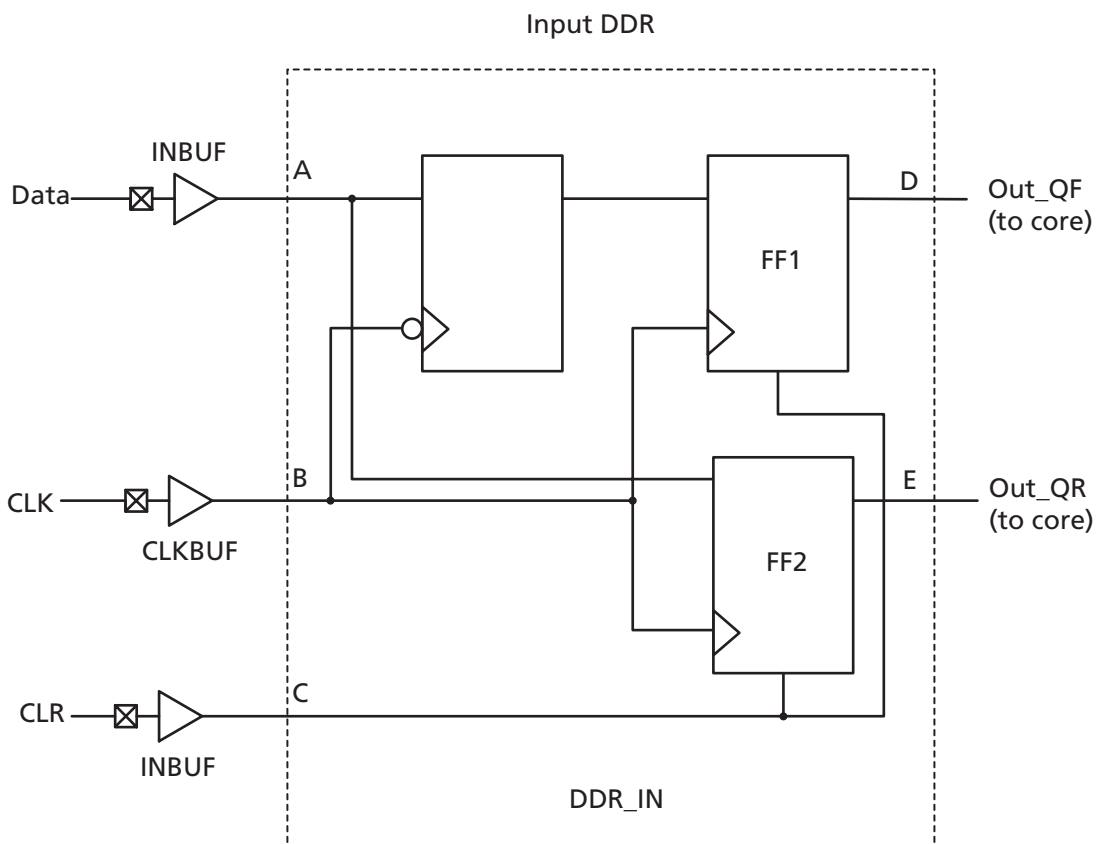 Input DDR
INBUF
Data
A
D
Out_QF
(to core)
FF1
CLK
CLKBUF
B
E
Out_QR
(to core)
FF2
CLR
INBUF
C
DDR_IN